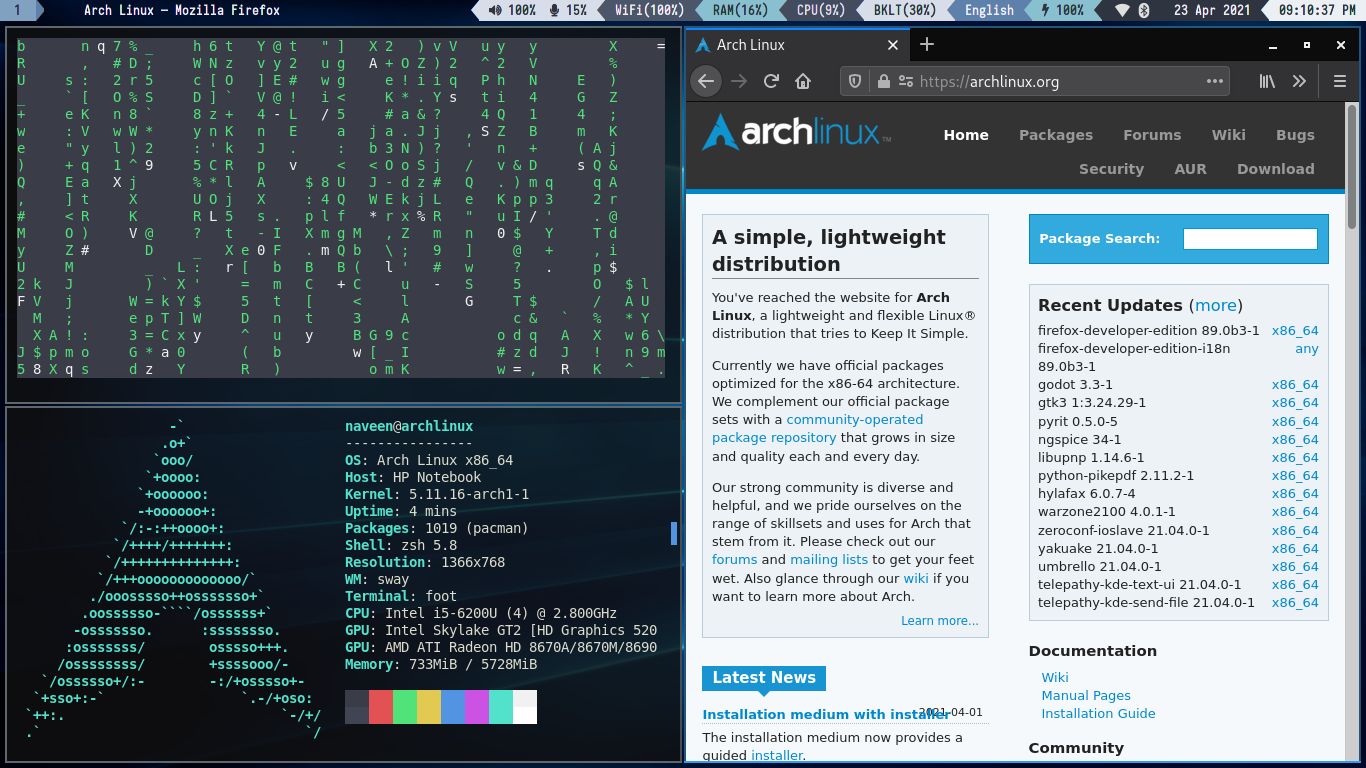 1 Arch Linux — Mozilla Firefox 100% 15% WiFi(100%) RAM(16%) CPU(9%) BKLT(30%) English 100% 23 Apr 2021 09:10:37 PM
naveen@archlinux
----------------
OS: Arch Linux x86_64
Host: HP Notebook
Kernel: 5.11.16-arch1-1
Uptime: 4 mins
Packages: 1019 (pacman)
Shell: zsh 5.8
Resolution: 1366x768
WM: sway
Terminal: foot
CPU: Intel i5-6200U (4) @ 2.800GHz
GPU: Intel Skylake GT2 [HD Graphics 520
GPU: AMD ATI Radeon HD 8670A/8670M/8690
Memory: 733MiB / 5728MiB
Arch Linux
https://archlinux.org
archlinux™
Home Packages Forums Wiki Bugs
Security AUR Download
A simple, lightweight
distribution
You've reached the website for Arch
Linux, a lightweight and flexible Linux®
distribution that tries to Keep It Simple.
Currently we have official packages
optimized for the x86-64 architecture.
We complement our official package
sets with a community-operated
package repository that grows in size
and quality each and every day.
Our strong community is diverse and
helpful, and we pride ourselves on the
range of skillsets and uses for Arch that
stem from it. Please check out our
forums and mailing lists to get your feet
wet. Also glance through our wiki if you
want to learn more about Arch.
Learn more...
Latest News
Installation medium with installer
2021-04-01
The installation medium now provides a
guided installer.
Package Search:
Recent Updates (more)
firefox-developer-edition 89.0b3-1 x86_64
firefox-developer-edition-i18n any
89.0b3-1
godot 3.3-1 x86_64
gtk3 1:3.24.29-1 x86_64
pyrit 0.5.0-5 x86_64
ngspice 34-1 x86_64
libupnp 1.14.6-1 x86_64
python-pikepdf 2.11.2-1 x86_64
hylafax 6.0.7-4 x86_64
warzone2100 4.0.1-1 x86_64
zeroconf-ioslave 21.04.0-1 x86_64
yakuake 21.04.0-1 x86_64
umbrello 21.04.0-1 x86_64
telepathy-kde-text-ui 21.04.0-1 x86_64
telepathy-kde-send-file 21.04.0-1 x86_64
Documentation
Wiki
Manual Pages
Installation Guide
Community